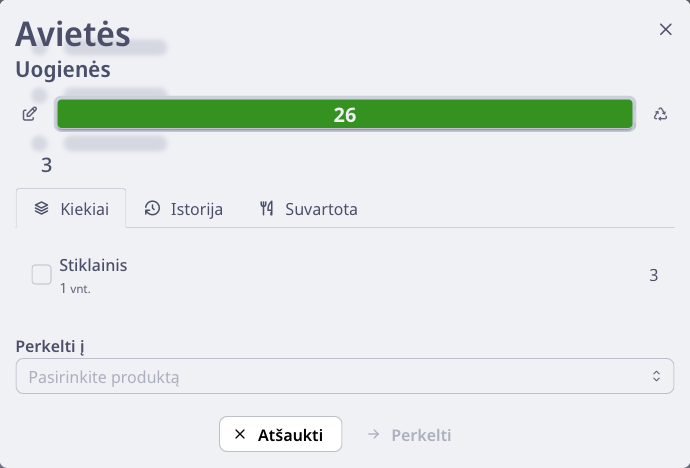 Avietės
Uogienės
26
3
Kiekiai Istorija Suvartota
Stiklainis
1 vnt.
3
Perkelti į
Pasirinkite produktą
Atšaukti Perkelti